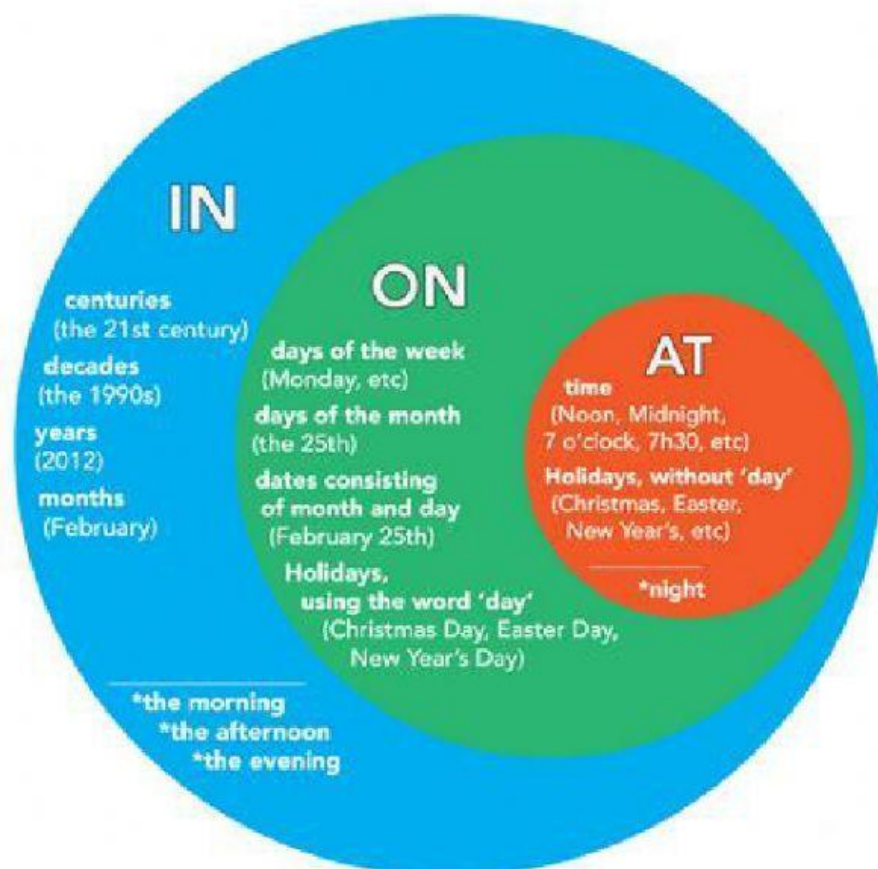 IN
centuries
(the 21st century)
decades
(the 1990s)
years
(2012)
months
(February)
*the morning
*the afternoon
*the evening
ON
days of the week
(Monday, etc)
days of the month
(the 25th)
dates consisting
of month and day
(February 25th)
Holidays,
using the word ‘day’
(Christmas Day, Easter Day,
New Year’s Day)
AT
time
(Noon, Midnight,
7 o’clock, 7h30, etc)
Holidays, without ‘day’
(Christmas, Easter,
New Year’s, etc)
*night